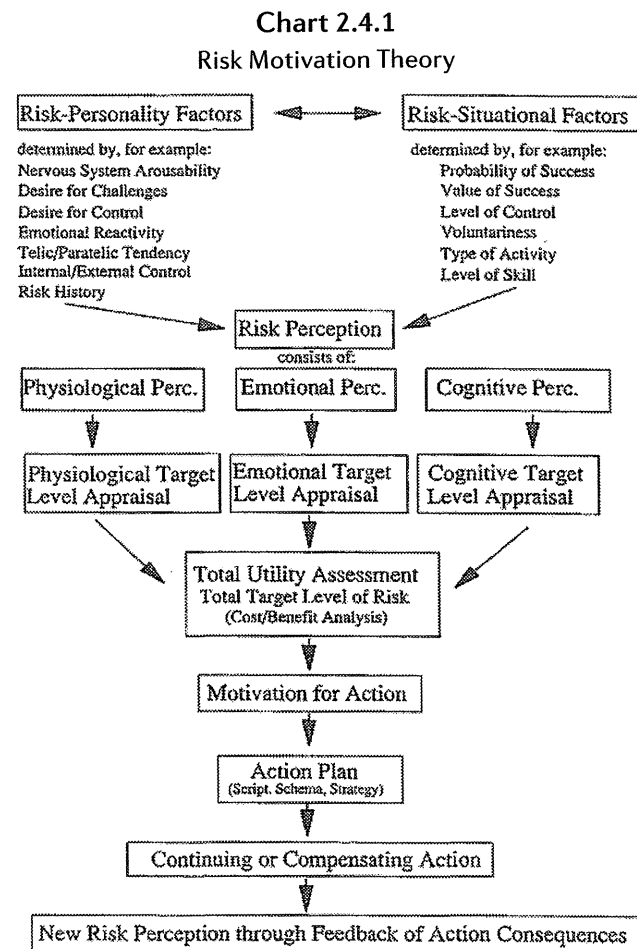 Chart 2.4.1
Risk Motivation Theory
Risk-Personality Factors
determined by, for example:
Nervous System Arousability
Desire for Challenges
Desire for Control
Emotional Reactivity
Telic/Paratelic Tendency
Internal/External Control
Risk History
Risk-Situational Factors
determined by, for example:
Probability of Success
Value of Success
Level of Control
Voluntariness
Type of Activity
Level of Skill
Risk Perception
consists of:
Physiological Perc.
Emotional Perc.
Cognitive Perc.
Physiological Target
Level Appraisal
Emotional Target
Level Appraisal
Cognitive Target
Level Appraisal
Total Utility Assessment
Total Target Level of Risk
(Cost/Benefit Analysis)
Motivation for Action
Action Plan
(Script, Schema, Strategy)
Continuing or Compensating Action
New Risk Perception through Feedback of Action Consequences